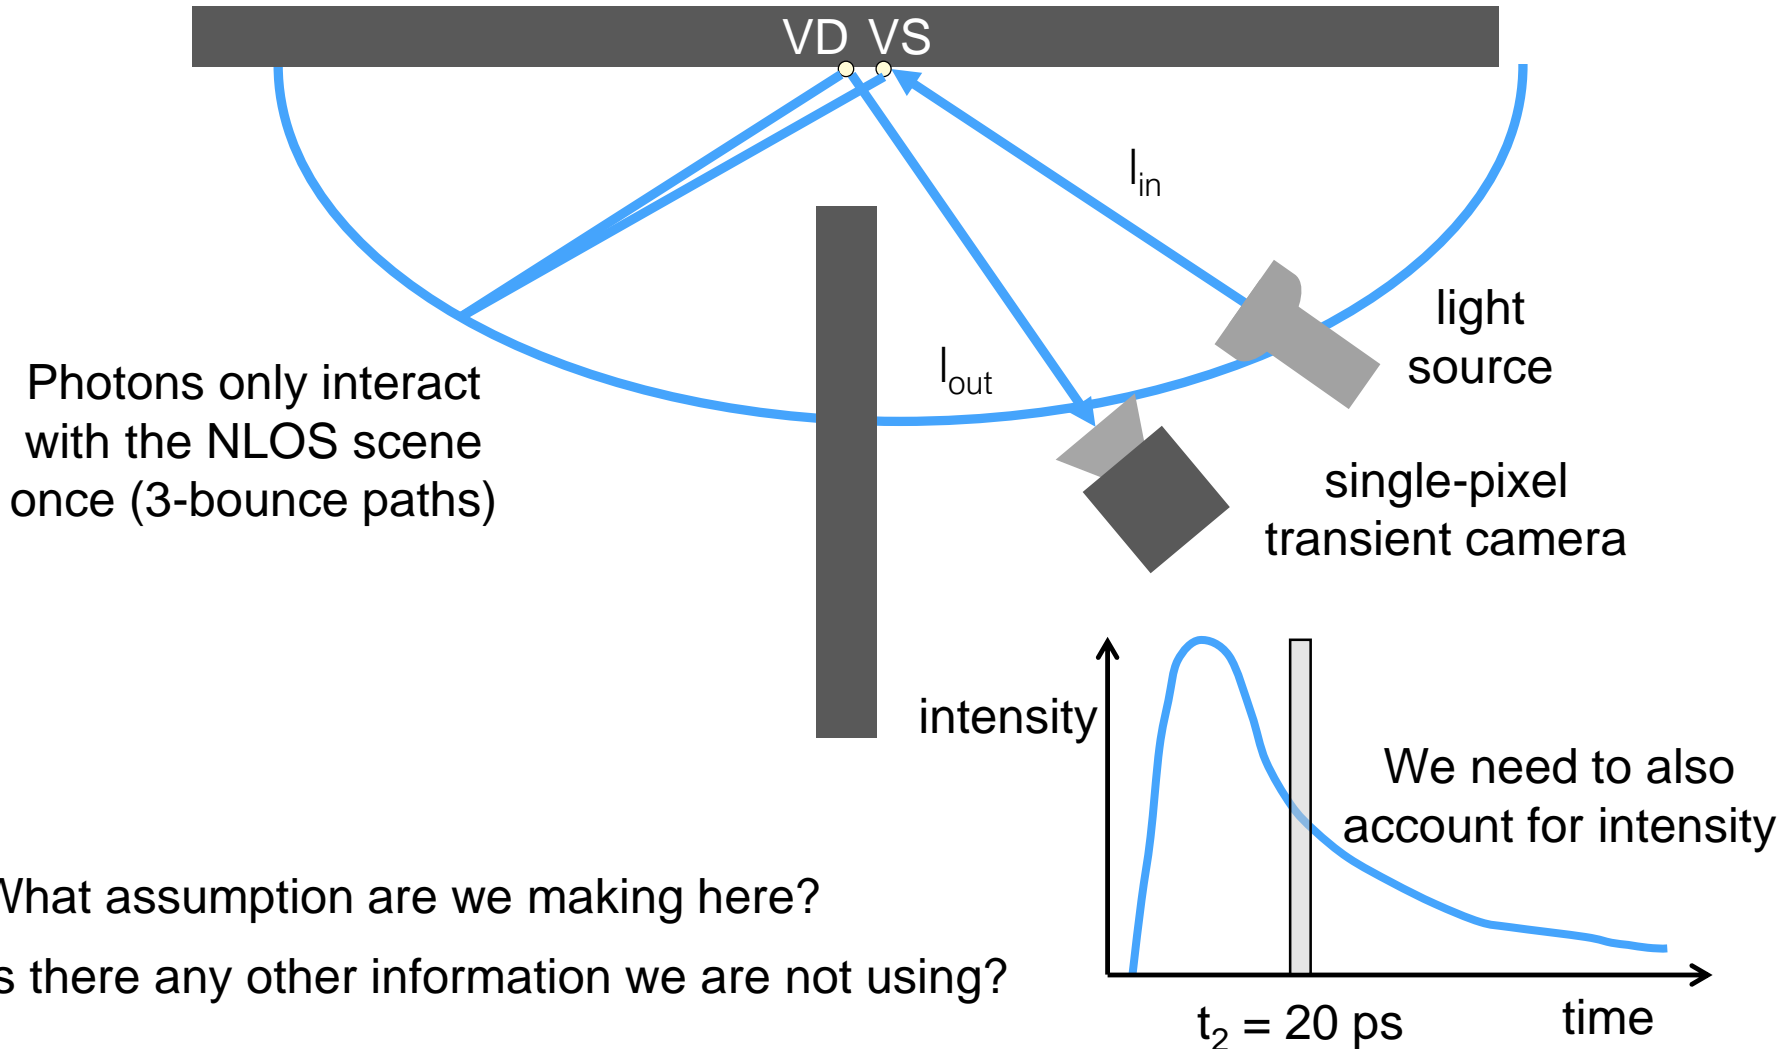 VD VS
l_in
light
source
l_out
Photons only interact
with the NLOS scene
once (3-bounce paths)
single-pixel
transient camera
intensity
We need to also
account for intensity
What assumption are we making here?
s there any other information we are not using?
t₂ = 20 ps
time